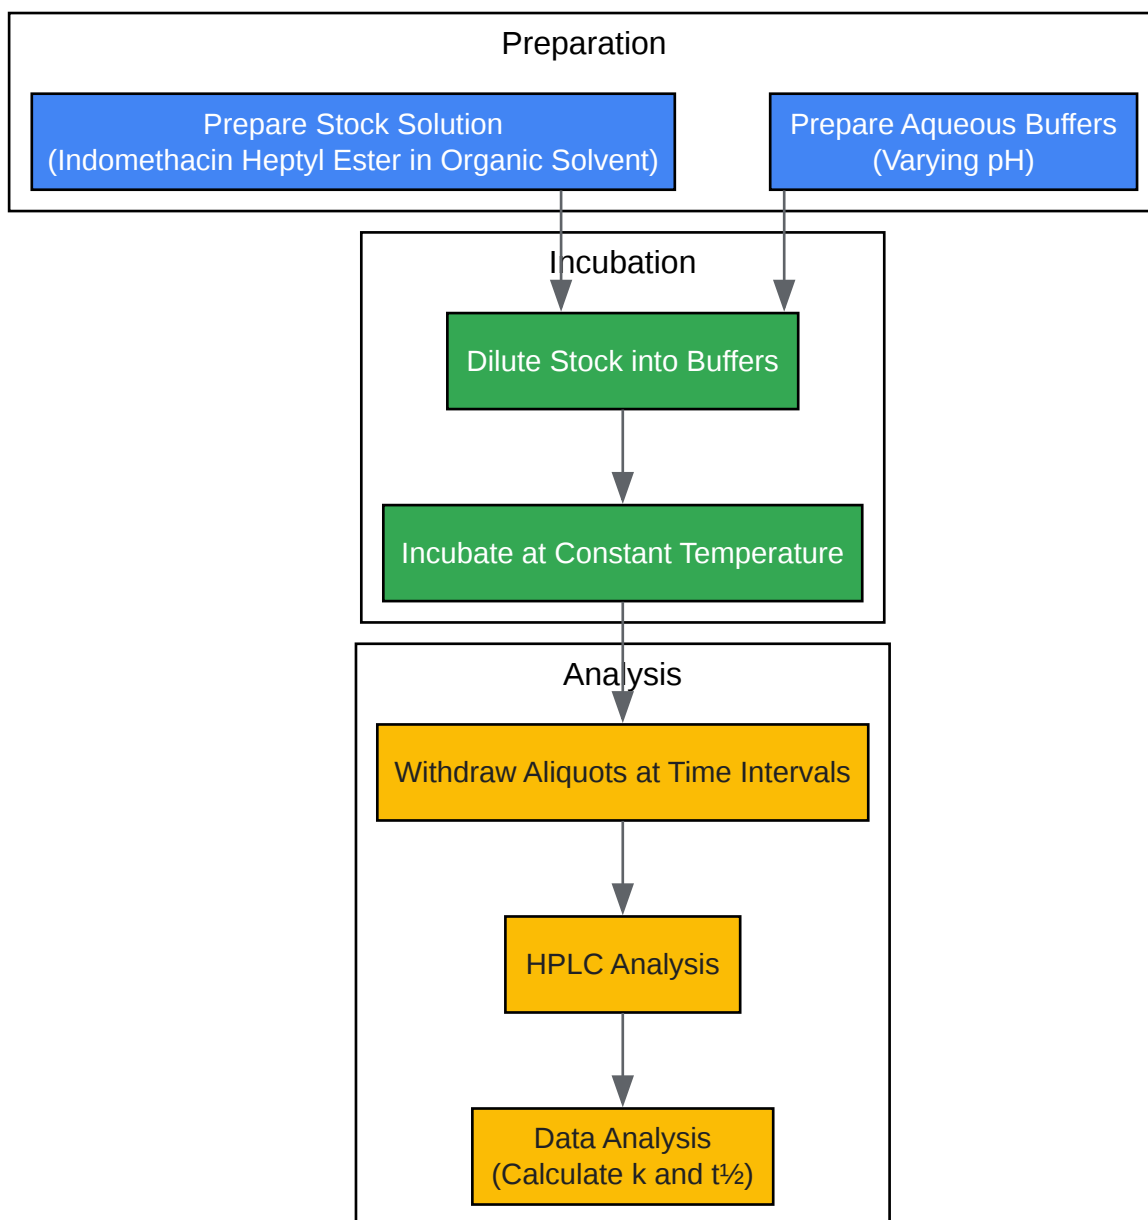 Preparation
Prepare Stock Solution
(Indomethacin Heptyl Ester in Organic Solvent)
Prepare Aqueous Buffers
(Varying pH)
Incubation
Dilute Stock into Buffers
Incubate at Constant Temperature
Analysis
Withdraw Aliquots at Time Intervals
HPLC Analysis
Data Analysis
(Calculate k and t½)